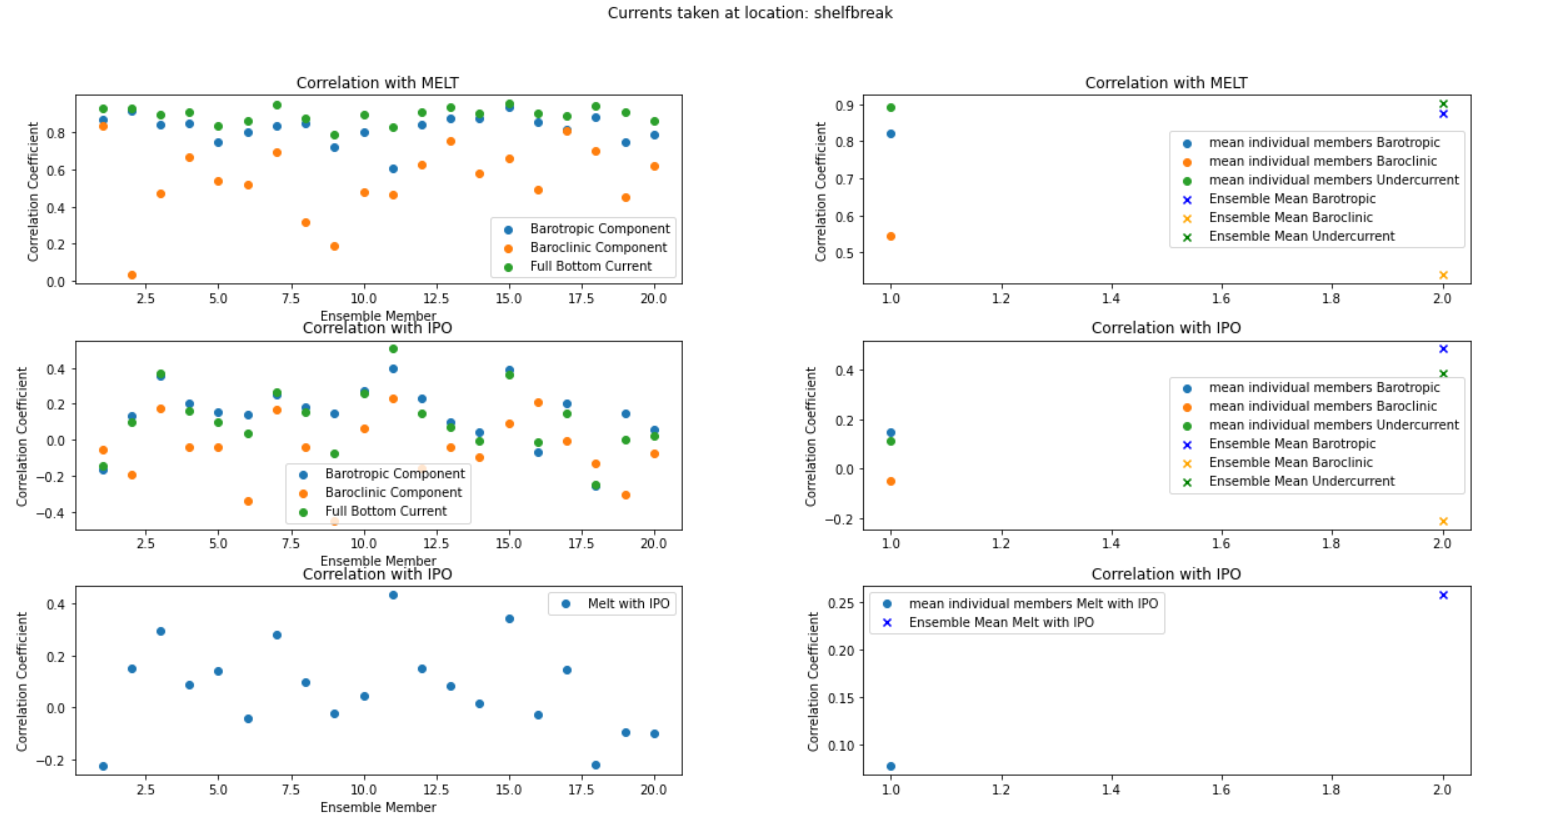 Currents taken at location: shelfbreak
Correlation with MELT
Correlation Coefficient
0.8
0.6
0.4
0.2
0.0
Barotropic Component
Baroclinic Component
Full Bottom Current
2.5 5.0 7.5 10.0 12.5 15.0 17.5 20.0
Ensemble Member
Correlation with MELT
Correlation Coefficient
0.9
0.8
0.7
0.6
0.5
mean individual members Barotropic
mean individual members Baroclinic
mean individual members Undercurrent
Ensemble Mean Barotropic
Ensemble Mean Baroclinic
Ensemble Mean Undercurrent
1.0 1.2 1.4 1.6 1.8 2.0
Correlation with IPO
Correlation Coefficient
0.4
0.2
0.0
−0.2
−0.4
Barotropic Component
Baroclinic Component
Full Bottom Current
2.5 5.0 7.5 10.0 12.5 15.0 17.5 20.0
Ensemble Member
Correlation with IPO
Correlation Coefficient
0.4
0.2
0.0
−0.2
mean individual members Barotropic
mean individual members Baroclinic
mean individual members Undercurrent
Ensemble Mean Barotropic
Ensemble Mean Baroclinic
Ensemble Mean Undercurrent
1.0 1.2 1.4 1.6 1.8 2.0
Correlation with IPO
Correlation Coefficient
0.4
0.2
0.0
−0.2
Melt with IPO
2.5 5.0 7.5 10.0 12.5 15.0 17.5 20.0
Ensemble Member
Correlation with IPO
Correlation Coefficient
0.25
0.20
0.15
0.10
mean individual members Melt with IPO
Ensemble Mean Melt with IPO
1.0 1.2 1.4 1.6 1.8 2.0